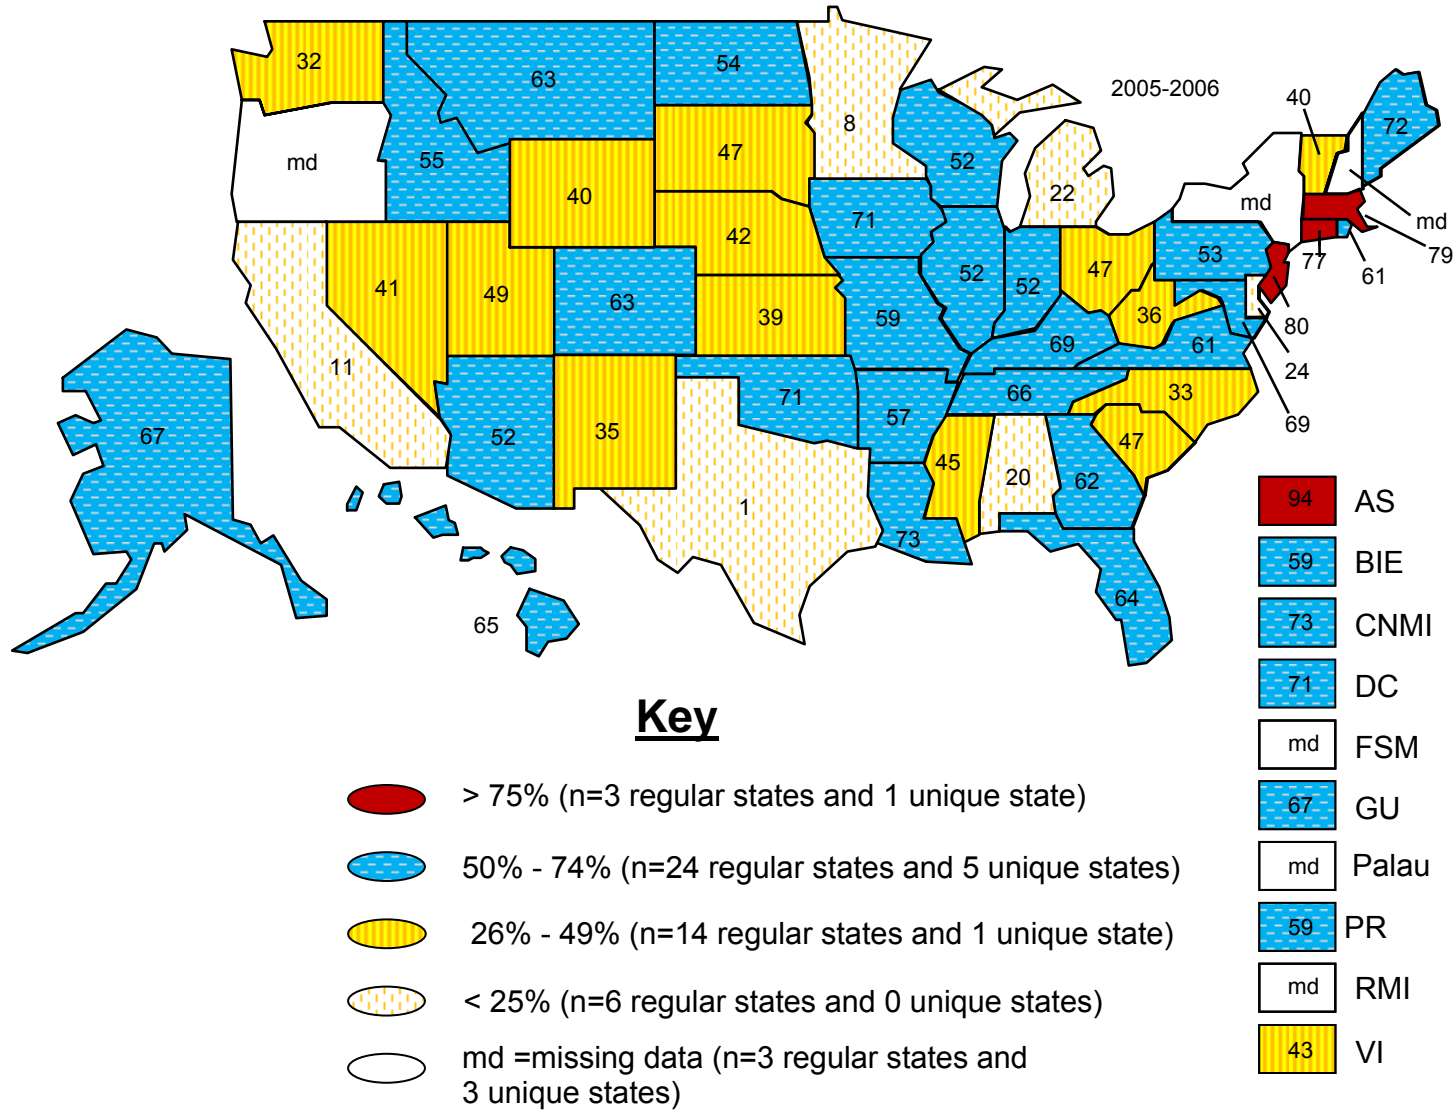 32
63
54
8
2005-2006
40
72
md
55
47
52
22
md
md
79
40
42
71
53
77
61
41
49
63
39
59
52
52
47
36
80
24
69
11
52
35
71
57
69
66
61
33
47
67
1
45
20
62
73
64
65
94 AS
59 BIE
73 CNMI
71 DC
md FSM
67 GU
md Palau
59 PR
md RMI
43 VI
Key
> 75% (n=3 regular states and 1 unique state)
50% - 74% (n=24 regular states and 5 unique states)
26% - 49% (n=14 regular states and 1 unique state)
< 25% (n=6 regular states and 0 unique states)
md =missing data (n=3 regular states and
3 unique states)